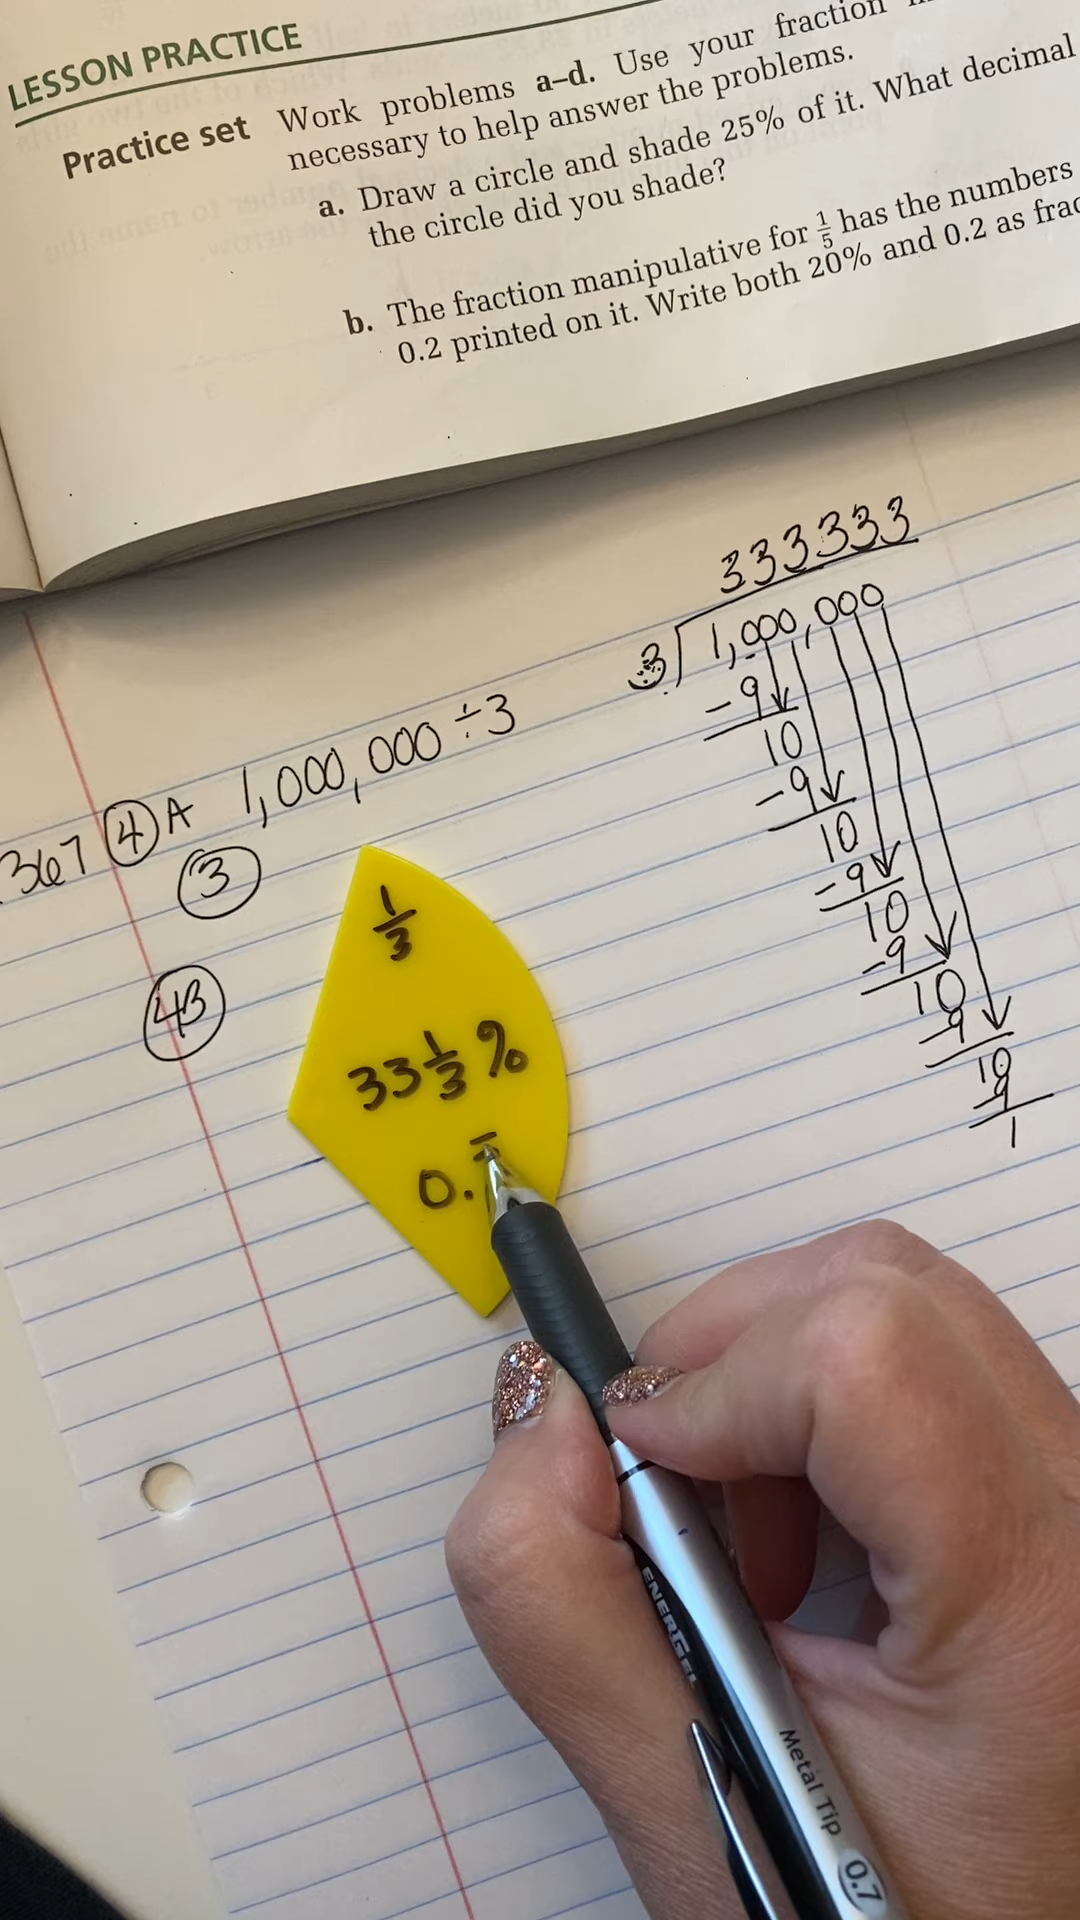 LESSON PRACTICE
Practice set Work problems a–d. Use your fraction
necessary to help answer the problems.
a. Draw a circle and shade 25% of it. What decimal
the circle did you shade?
b. The fraction manipulative for 1/5 has the numbers
0.2 printed on it. Write both 20% and 0.2 as frac
333333
3 1,000,000
-9
10
-9
10
-9
10
-9
10
-9
10
9
1
367 4 A 1,000,000 ÷ 3
3
4B
1/3
33 1/3 %
0.
ENERGEL
Metal Tip 0.7